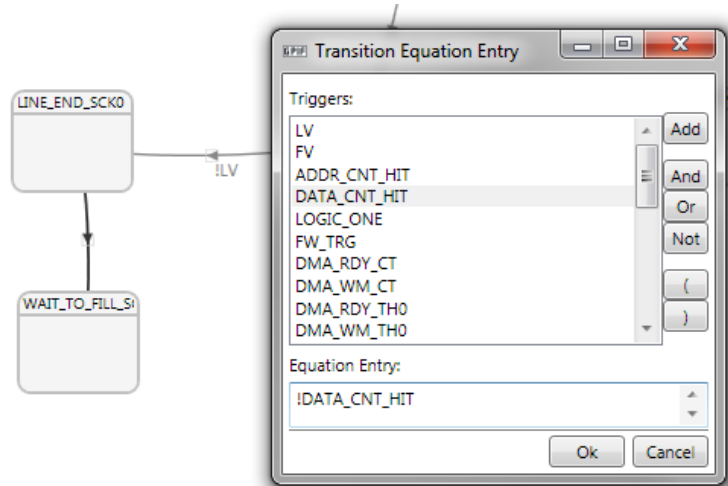 LINE_END_SCK0
!LV
WAIT_TO_FILL_S
GPIF Transition Equation Entry
Triggers:
LV
FV
ADDR_CNT_HIT
DATA_CNT_HIT
LOGIC_ONE
FW_TRG
DMA_RDY_CT
DMA_WM_CT
DMA_RDY_TH0
DMA_WM_TH0
Add
And
Or
Not
(
)
Equation Entry:
!DATA_CNT_HIT
Ok
Cancel